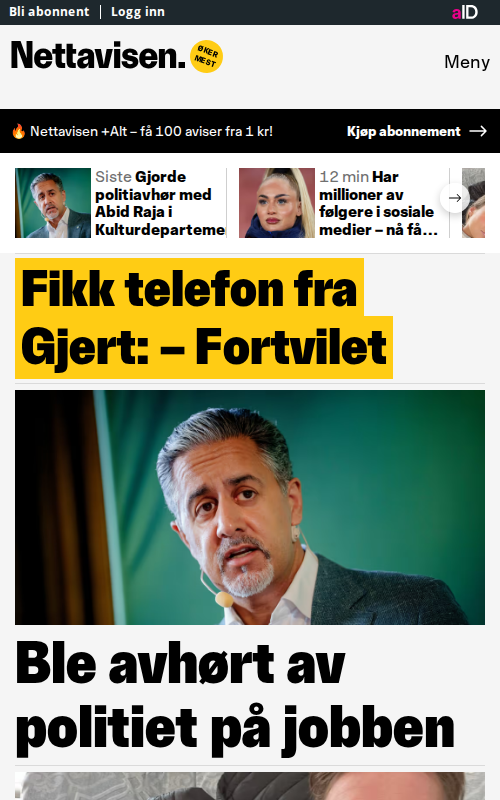 Bli abonnent | Logg inn
aID
Nettavisen.
ØKER
MEST
Meny
Nettavisen +Alt – få 100 aviser fra 1 kr!
Kjøp abonnement
Siste Gjorde
politiavhør med
Abid Raja i
Kulturdeparteme
12 min Har
millioner av
følgere i sosiale
medier – nå få...
Fikk telefon fra
Gjert: – Fortvilet
Ble avhørt av
politiet på jobben